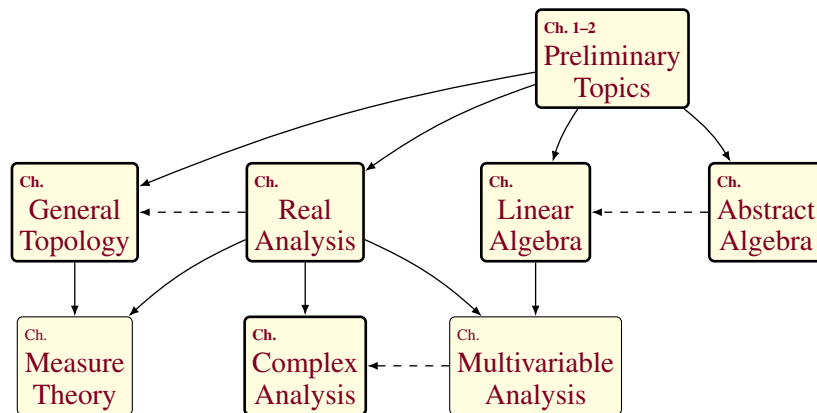 Ch. 1–2
Preliminary
Topics
Ch.
General
Topology
Ch.
Real
Analysis
Ch.
Linear
Algebra
Ch.
Abstract
Algebra
Ch.
Measure
Theory
Ch.
Complex
Analysis
Ch.
Multivariable
Analysis